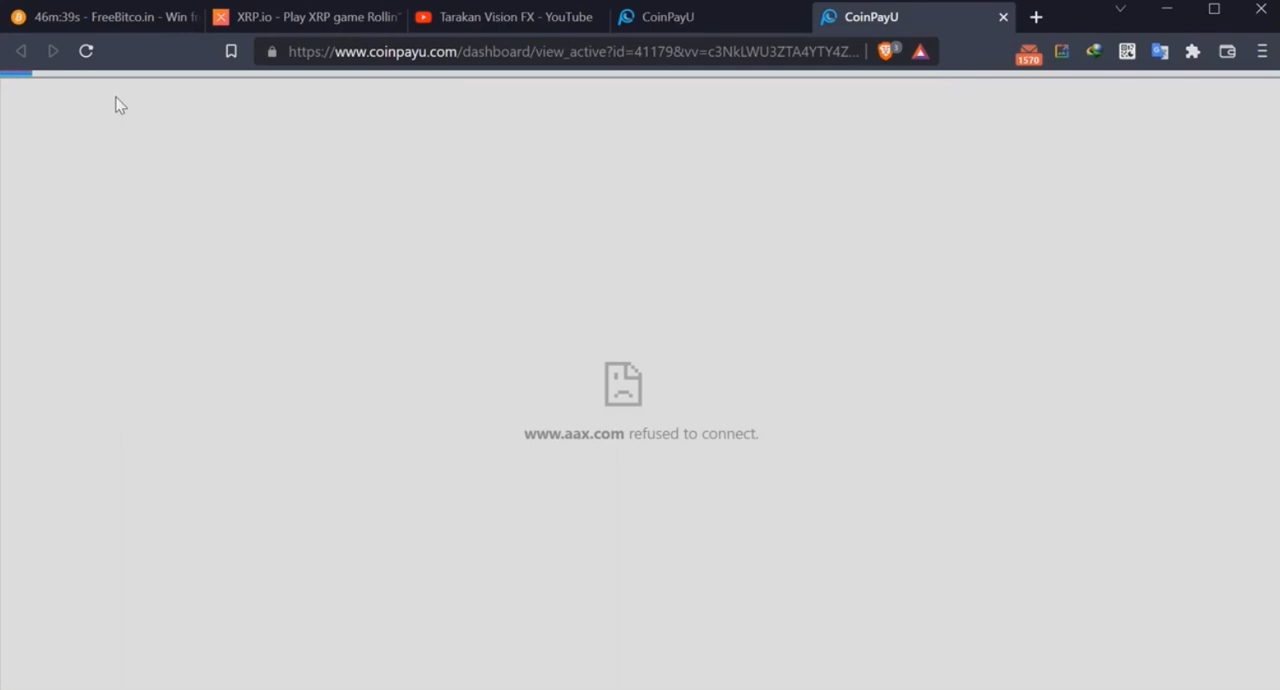 46m:39s - FreeBitco.in - Win f
XRP.io - Play XRP game Rollin'
Tarakan Vision FX - YouTube
CoinPayU
CoinPayU
https://www.coinpayu.com/dashboard/view_active?id=41179&vv=c3NkLWU3ZTA4YTY4Z...
1
1570
www.aax.com refused to connect.